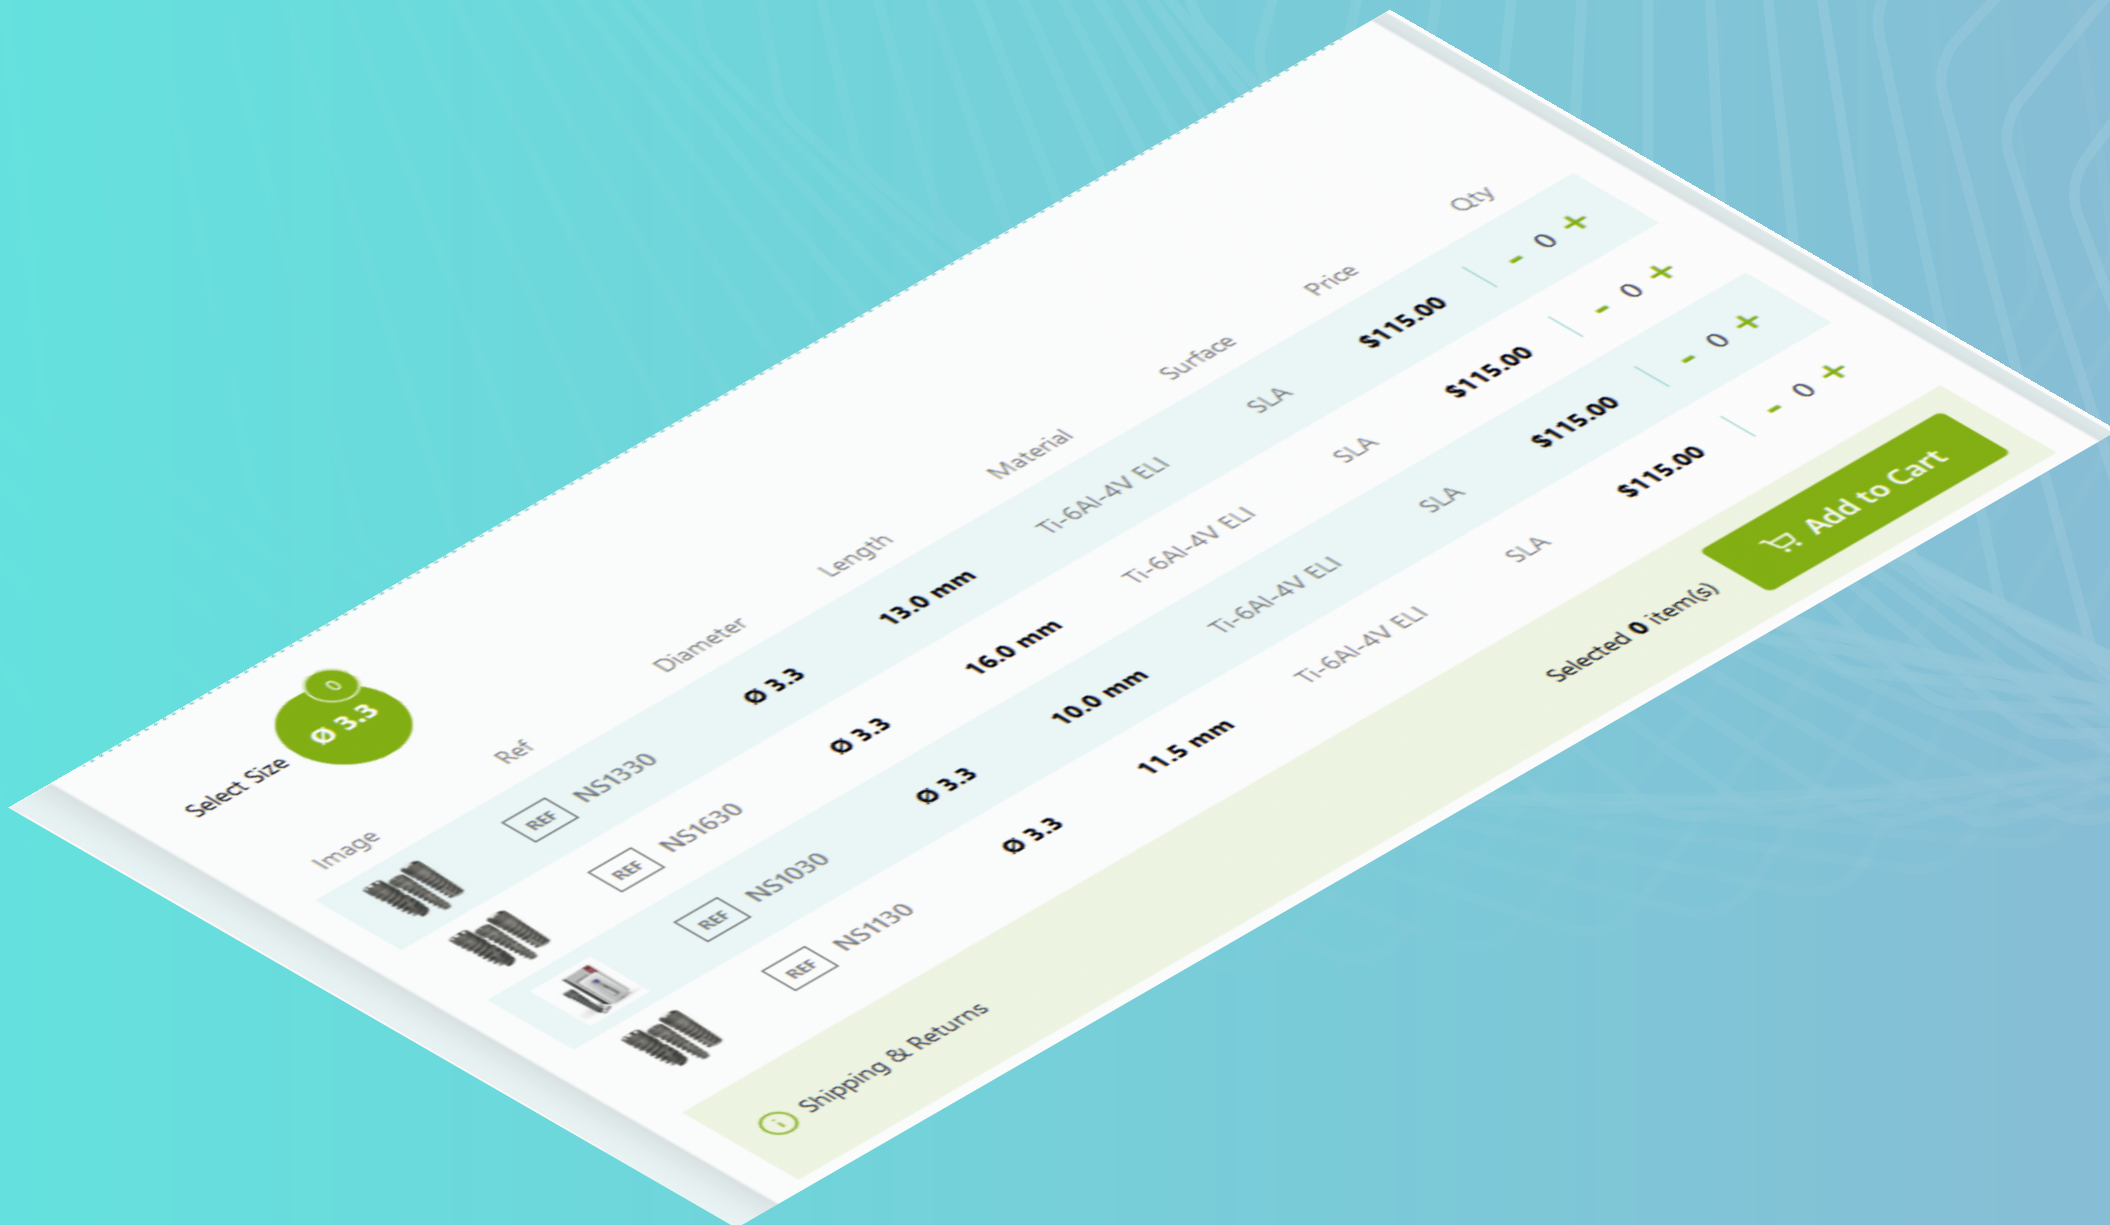 Select Size Ø 3.3 0
Image Ref Diameter Length Material Surface Price Qty
REF NS1330 Ø 3.3 13.0 mm Ti-6Al-4V ELI SLA $115.00 - 0 +
REF NS1630 Ø 3.3 16.0 mm Ti-6Al-4V ELI SLA $115.00 - 0 +
REF NS1030 Ø 3.3 10.0 mm Ti-6Al-4V ELI SLA $115.00 - 0 +
REF NS1130 Ø 3.3 11.5 mm Ti-6Al-4V ELI SLA $115.00 - 0 +
Shipping & Returns Selected 0 item(s) Add to Cart